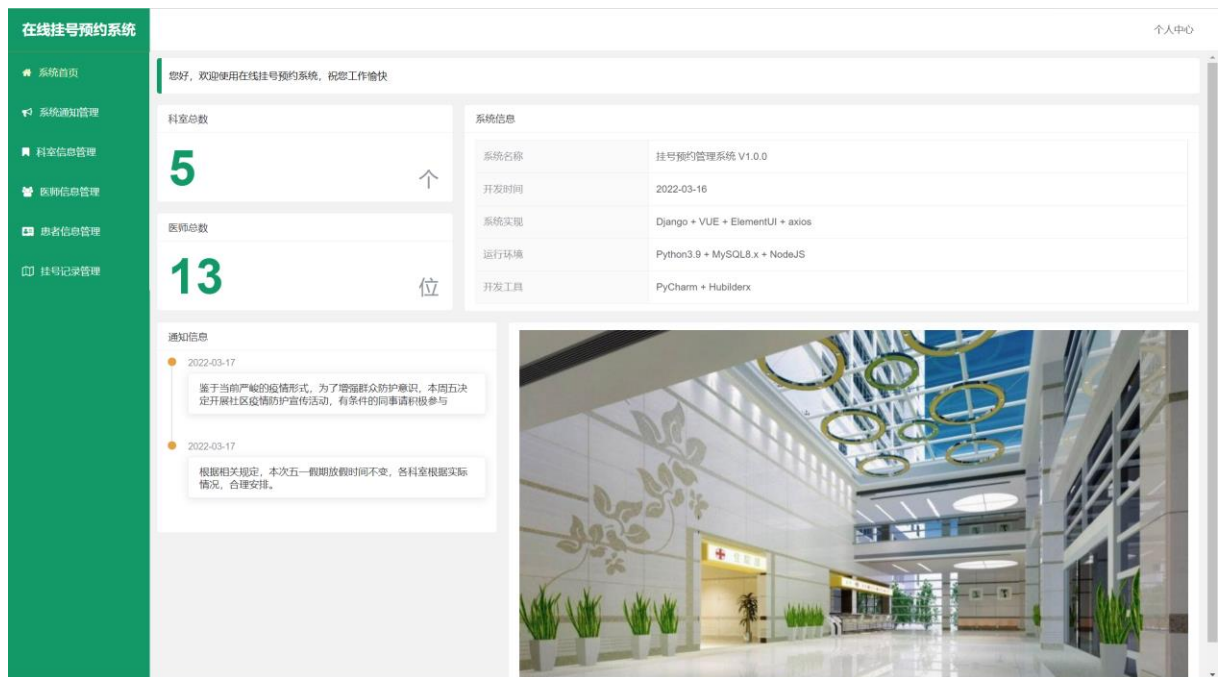 在线挂号预约系统
个人中心
系统首页
系统通知管理
科室信息管理
医师信息管理
患者信息管理
挂号记录管理
您好，欢迎使用在线挂号预约系统，祝您工作愉快
科室总数
5
个
医师总数
13
位
系统信息
系统名称 挂号预约管理系统 V1.0.0
开发时间 2022-03-16
系统实现 Django + VUE + ElementUI + axios
运行环境 Python3.9 + MySQL8.x + NodeJS
开发工具 PyCharm + Hubilderx
通知信息
2022-03-17
鉴于当前严峻的疫情形式，为了增强群众防护意识，本周五决
定开展社区疫情防护宣传活动，有条件的同事请积极参与
2022-03-17
根据相关规定，本次五一假期放假时间不变，各科室根据实际
情况，合理安排。